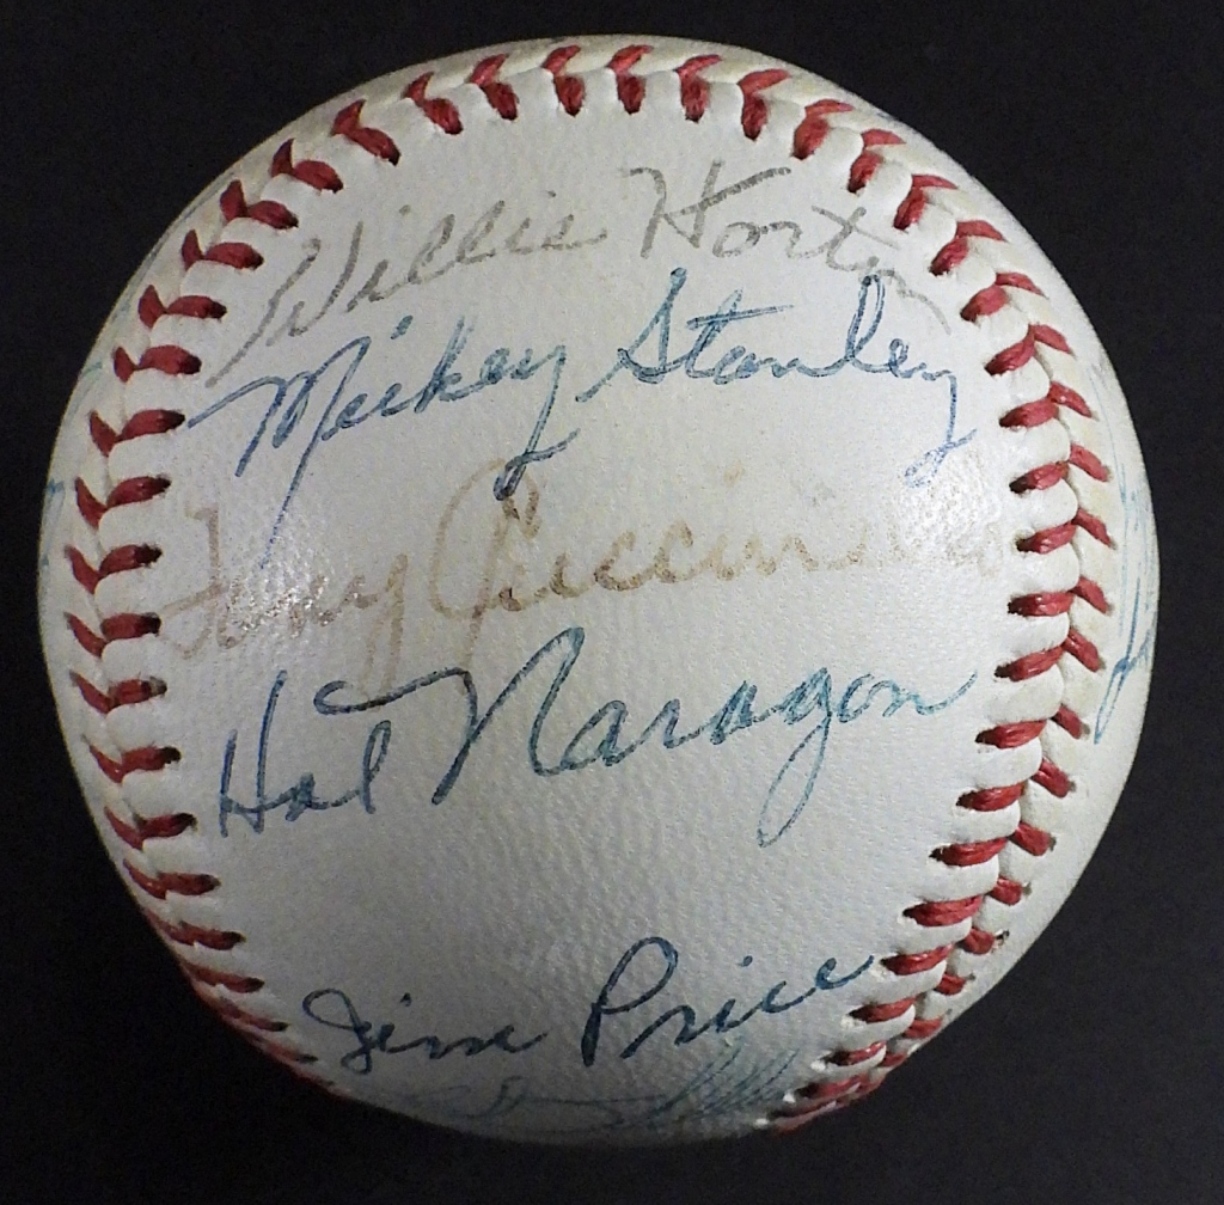 Willie Horton
Mickey Stanley
Tony Cuccinello
Hal Naragon
Jim Price